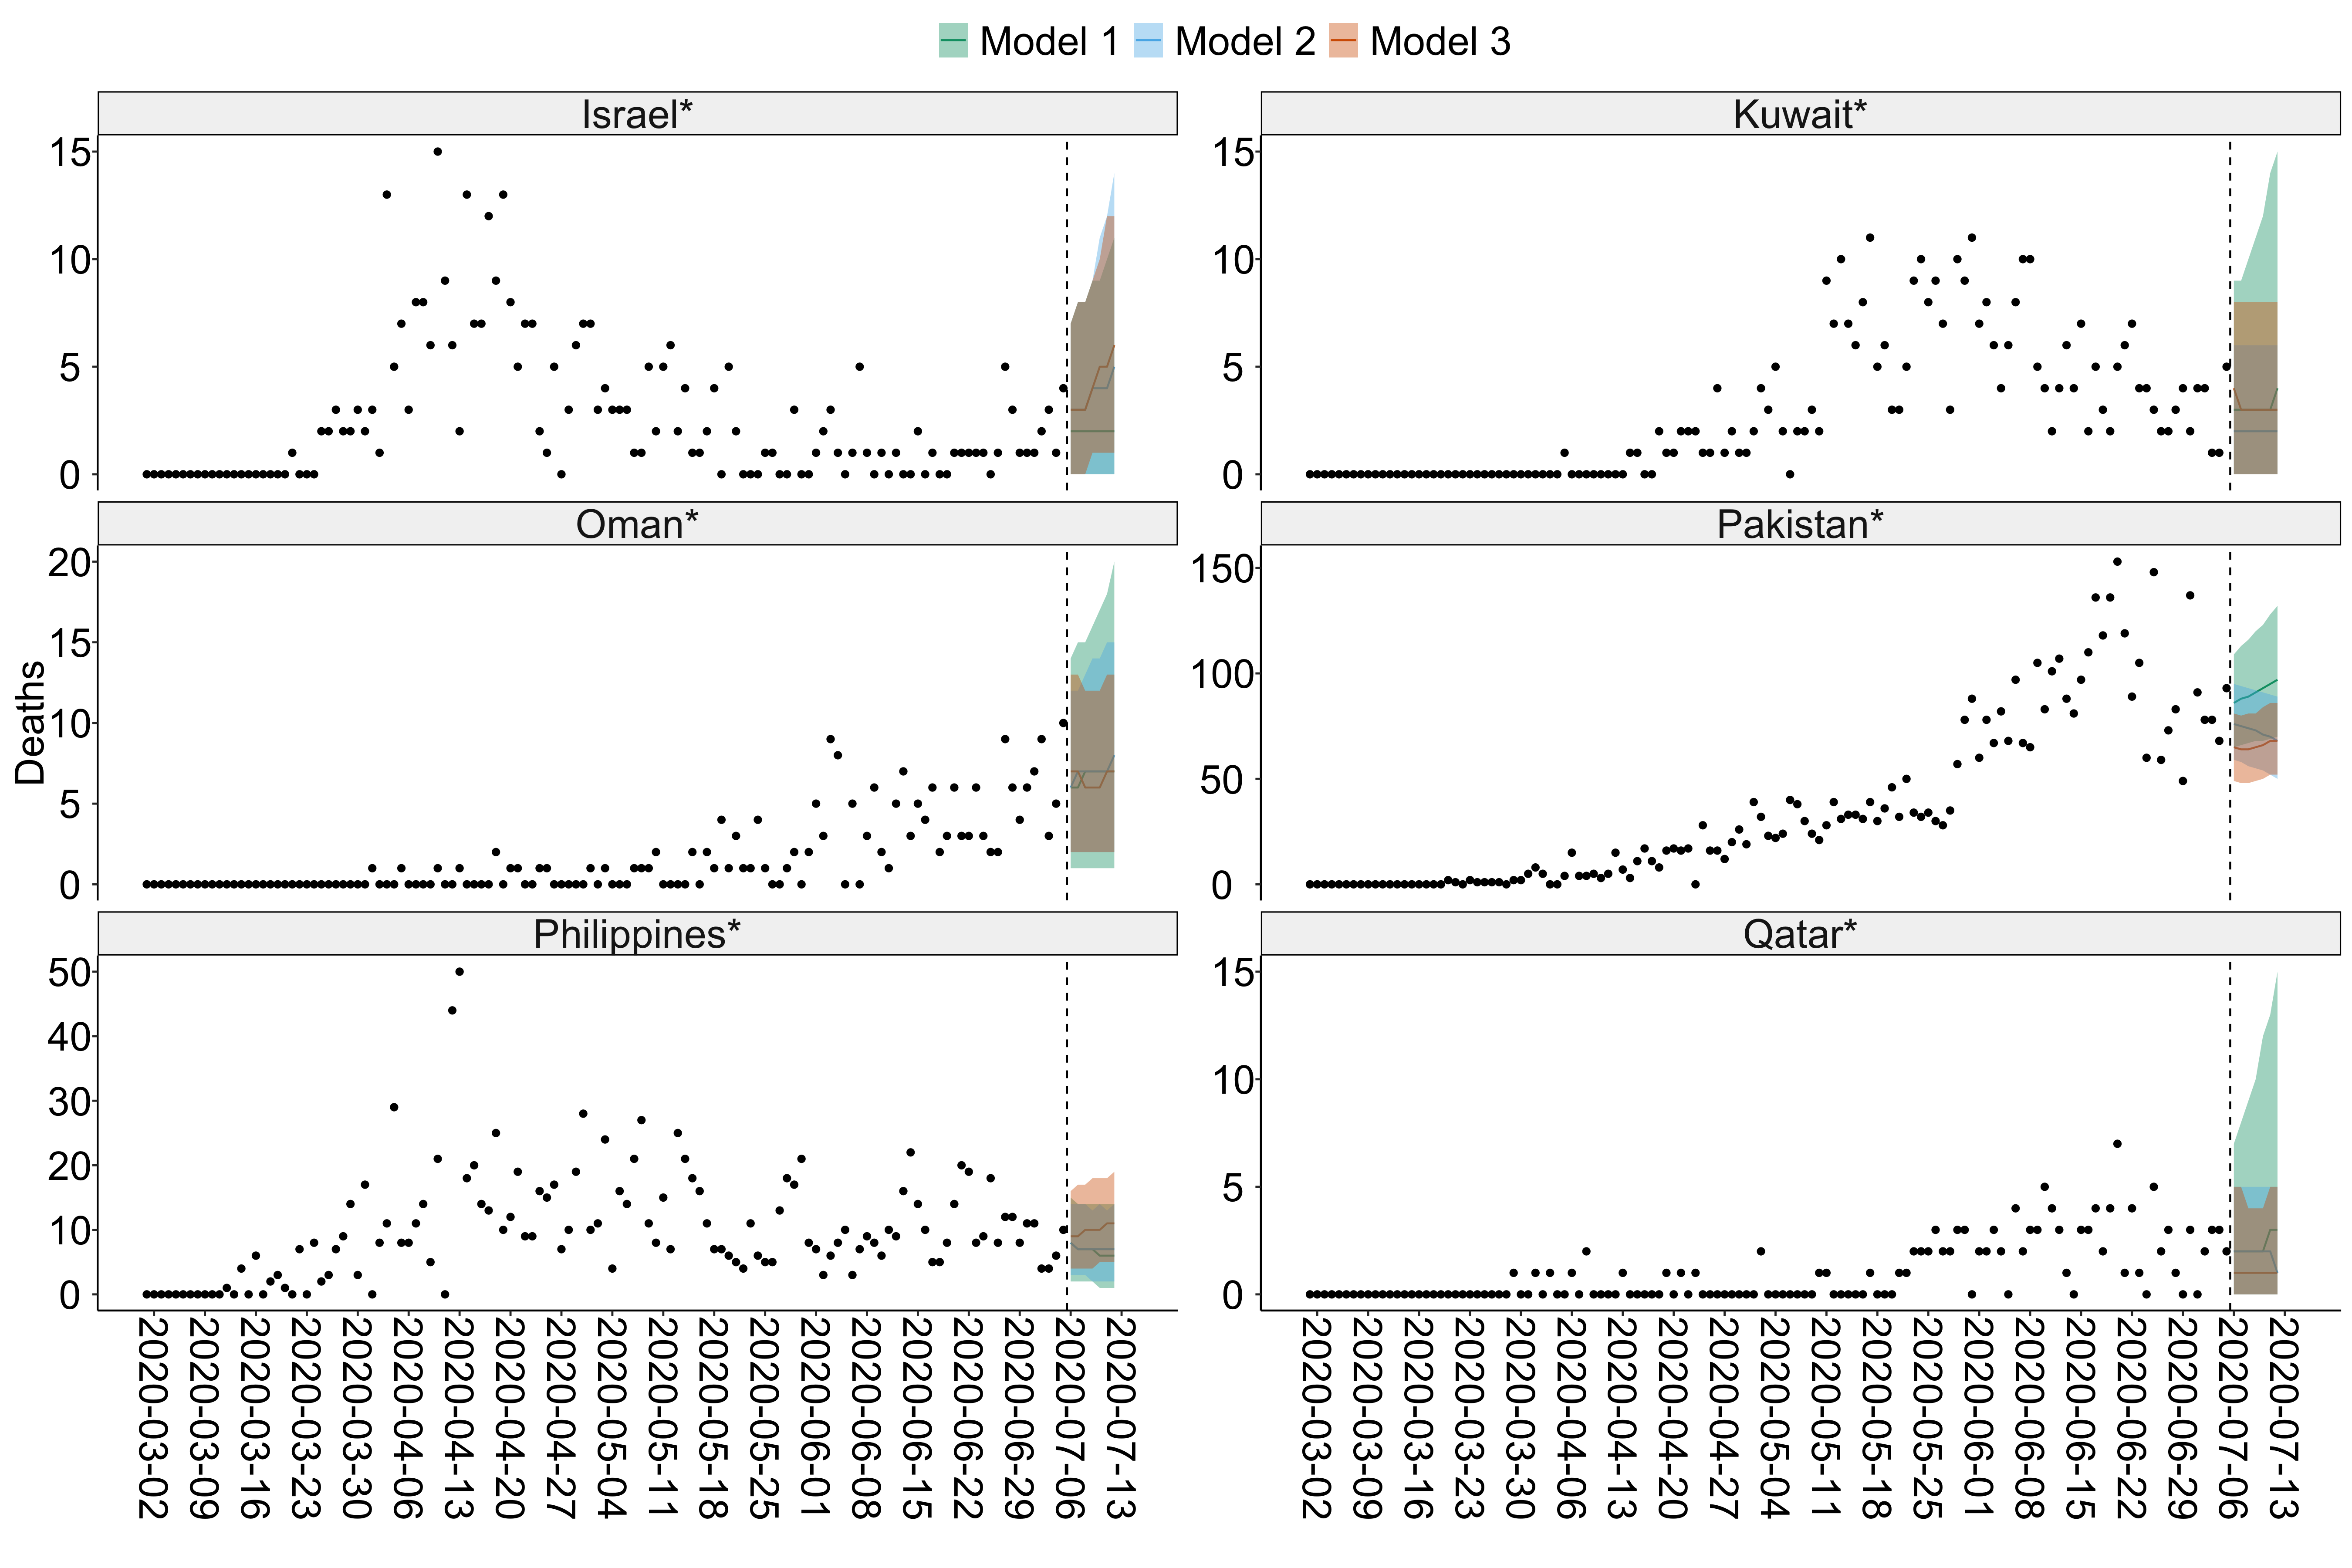 Model 1 Model 2 Model 3
Israel* Kuwait*
15 10 5 0
15 10 5 0
Oman* Pakistan*
20 15 10 5 0
150 100 50 0
Deaths
Philippines* Qatar*
50 40 30 20 10 0
15 10 5 0
2020-03-02 2020-03-09 2020-03-16 2020-03-23 2020-03-30 2020-04-06 2020-04-13 2020-04-20 2020-04-27 2020-05-04 2020-05-11 2020-05-18 2020-05-25 2020-06-01 2020-06-08 2020-06-15 2020-06-22 2020-06-29 2020-07-06 2020-07-13
2020-03-02 2020-03-09 2020-03-16 2020-03-23 2020-03-30 2020-04-06 2020-04-13 2020-04-20 2020-04-27 2020-05-04 2020-05-11 2020-05-18 2020-05-25 2020-06-01 2020-06-08 2020-06-15 2020-06-22 2020-06-29 2020-07-06 2020-07-13